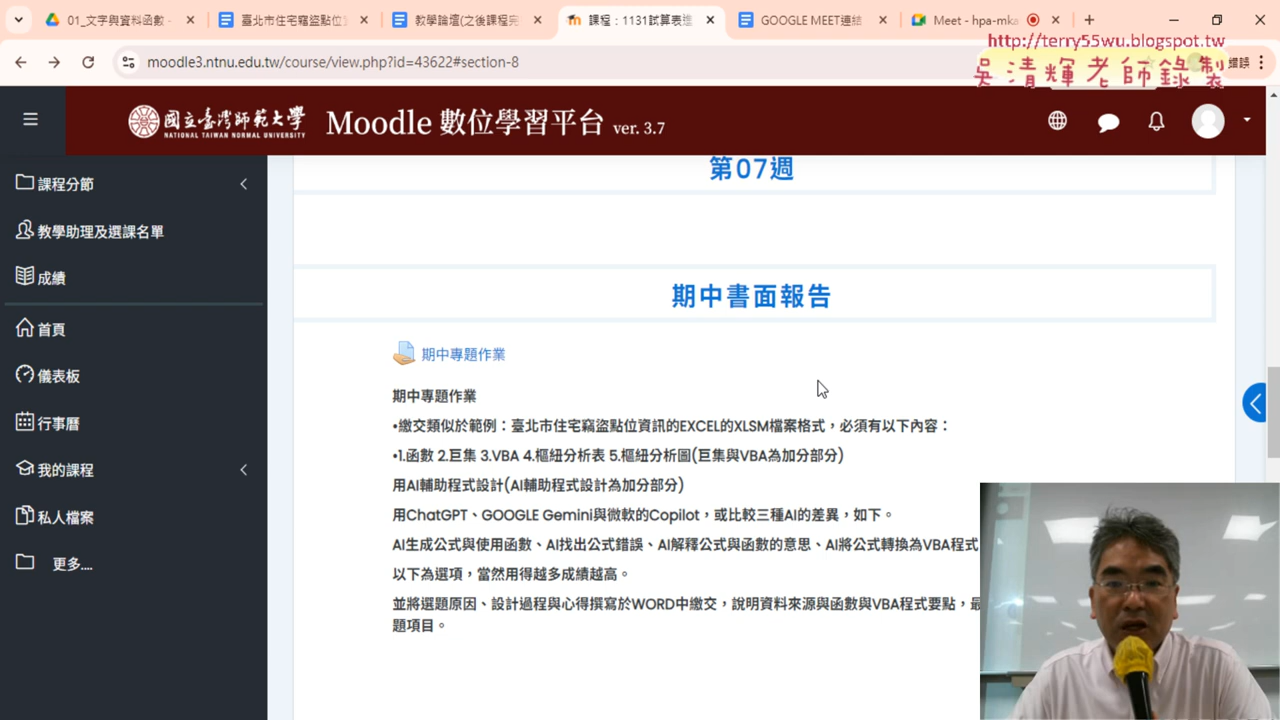 01_文字與資料函數 -
臺北市住宅竊盜點位
教學論壇(之後課程完
課程：1131試算表進
GOOGLE MEET連結
Meet - hpa-mka
http://terry55wu.blogspot.tw
吳清輝老師錄製
moodle3.ntnu.edu.tw/course/view.php?id=43622#section-8
國立臺灣師範大學
NATIONAL TAIWAN NORMAL UNIVERSITY
Moodle 數位學習平台 ver. 3.7
課程分節
教學助理及選課名單
成績
首頁
儀表板
行事曆
我的課程
私人檔案
更多....
第07週
期中書面報告
期中專題作業
期中專題作業
•繳交類似於範例：臺北市住宅竊盜點位資訊的EXCEL的XLSM檔案格式，必須有以下內容：
•1.函數 2.巨集 3.VBA 4.樞紐分析表 5.樞紐分析圖(巨集與VBA為加分部分)
用AI輔助程式設計(AI輔助程式設計為加分部分)
用ChatGPT、GOOGLE Gemini與微軟的Copilot，或比較三種AI的差異，如下。
AI生成公式與使用函數、AI找出公式錯誤、AI解釋公式與函數的意思、AI將公式轉換為VBA程式
以下為選項，當然用得越多成績越高。
並將選題原因、設計過程與心得撰寫於WORD中繳交，說明資料來源與函數與VBA程式要點，最
題項目。